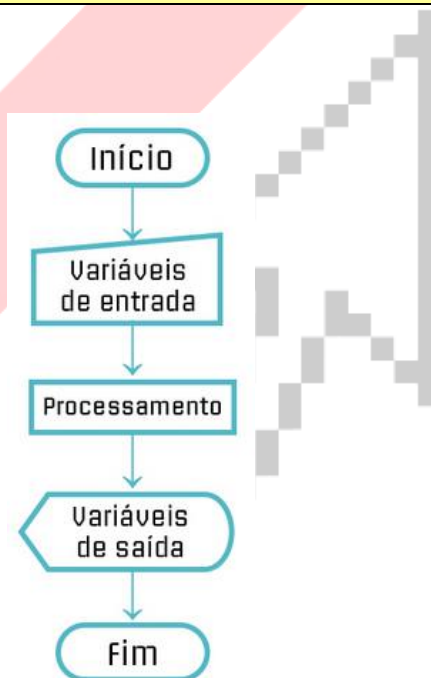 Início
Variáveis
de entrada
Processamento
Variáveis
de saída
Fim